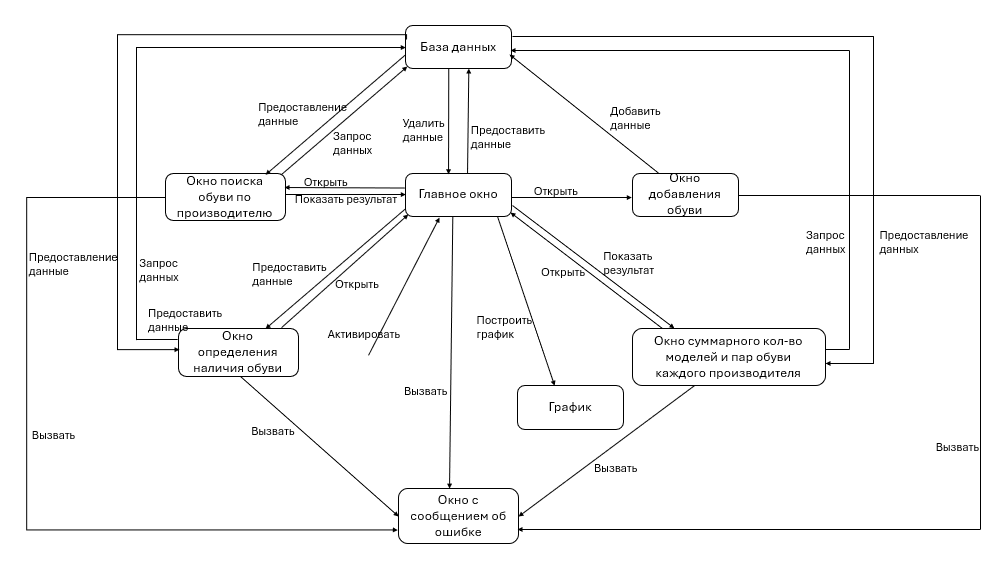 База данных
Предоставление
данные
Запрос
данных
Удалить
данные
Предоставить
данные
Добавить
данные
Окно поиска
обуви по
производителю
Открыть
Показать результат
Главное окно
Открыть
Окно
добавления
обуви
Предоставление
данные
Запрос
данных
Предоставить
данные
Предоставить
данные
Открыть
Активировать
Открыть
Показать
результат
Запрос
данных
Предоставление
данных
Построить
график
Окно
определения
наличия обуви
Окно суммарного кол-во
моделей и пар обуви
каждого производителя
График
Вызвать
Вызвать
Вызвать
Вызвать
Вызвать
Окно с
сообщением об
ошибке